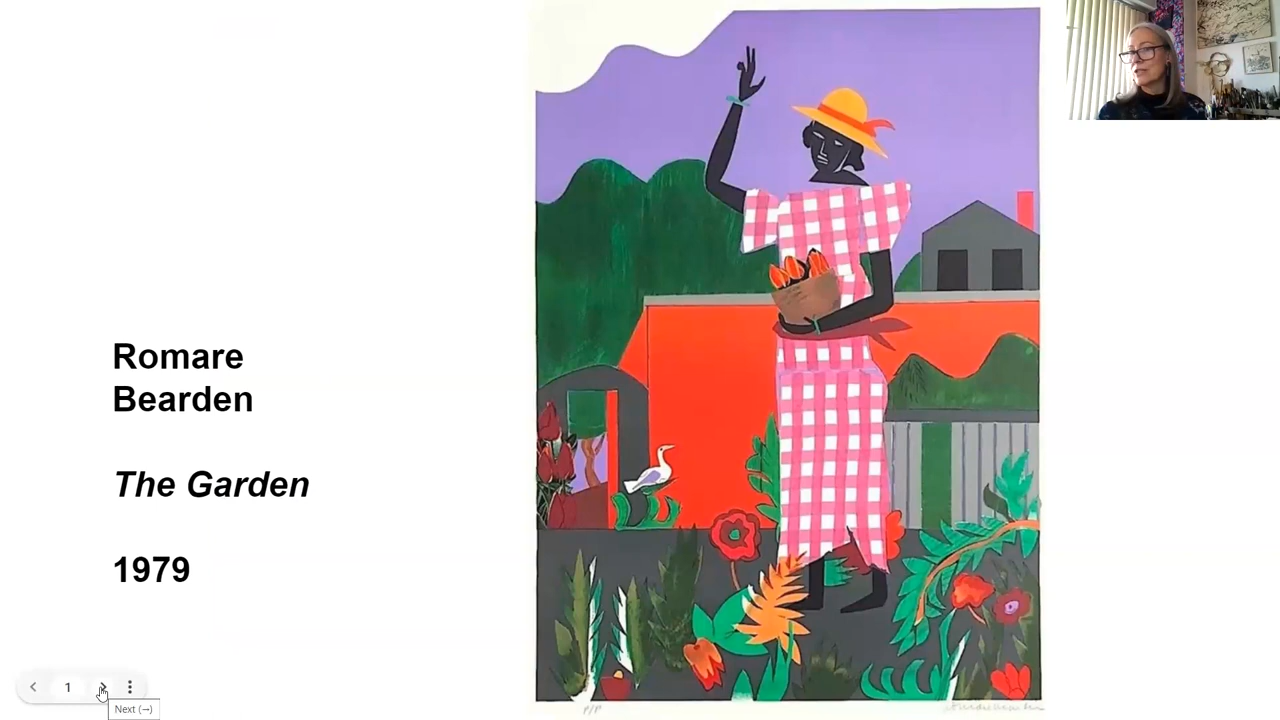 Romare
Bearden
The Garden
1979
1
Next (→)
P/P